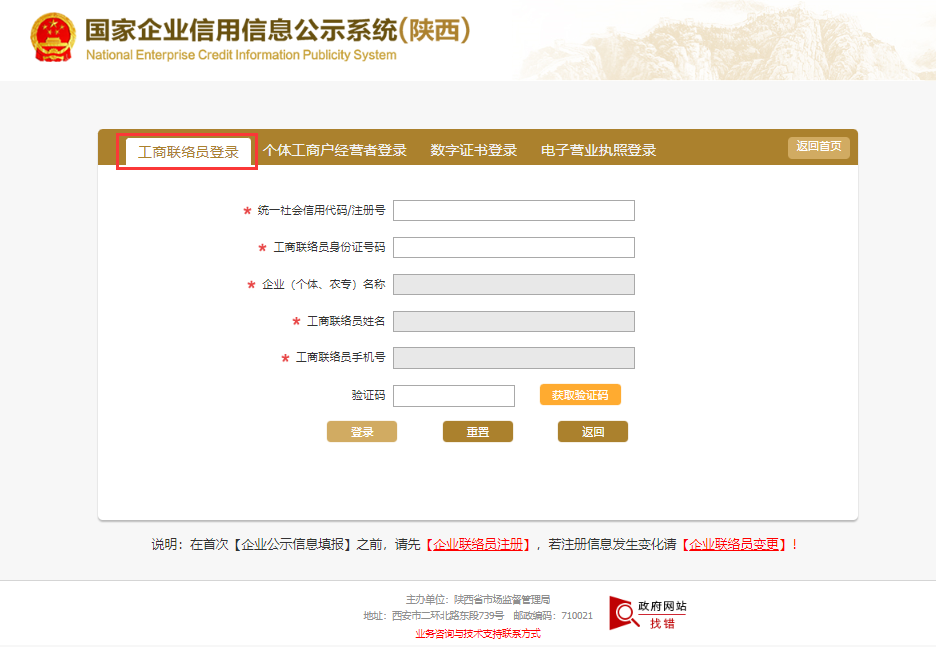 国家企业信用信息公示系统(陕西)
National Enterprise Credit Information Publicity System
工商联络员登录 个体工商户经营者登录 数字证书登录 电子营业执照登录 返回首页
* 统一社会信用代码/注册号
* 工商联络员身份证号码
* 企业（个体、农专）名称
* 工商联络员姓名
* 工商联络员手机号
验证码 获取验证码
登录 重置 返回
说明：在首次【企业公示信息填报】之前，请先【企业联络员注册】，若注册信息发生变化请【企业联络员变更】！
主办单位：陕西省市场监督管理局
地址：西安市二环北路东段739号 邮政编码：710021
业务咨询与技术支持联系方式
政府网站
找错